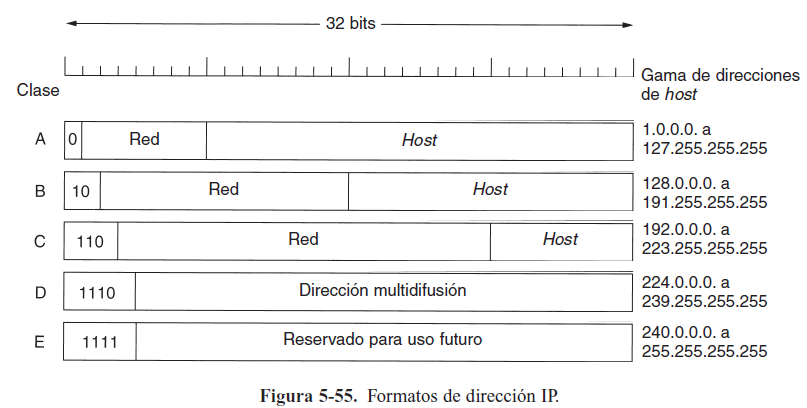 32 bits
Gama de direcciones
de host
Clase
A 0 Red Host 1.0.0.0. a
127.255.255.255
B 10 Red Host 128.0.0.0. a
191.255.255.255
C 110 Red Host 192.0.0.0. a
223.255.255.255
D 1110 Dirección multidifusión 224.0.0.0. a
239.255.255.255
E 1111 Reservado para uso futuro 240.0.0.0. a
255.255.255.255
Figura 5-55. Formatos de dirección IP.